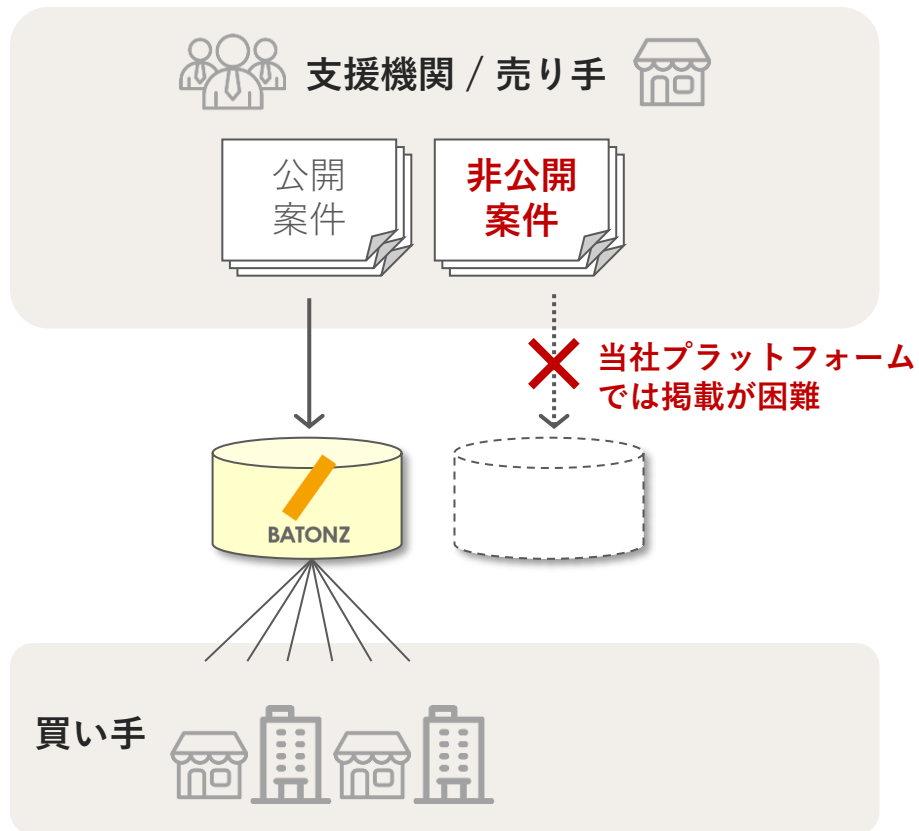 支援機関 / 売り手
公開
案件
非公開
案件
当社プラットフォーム
では掲載が困難
BATONZ
買い手